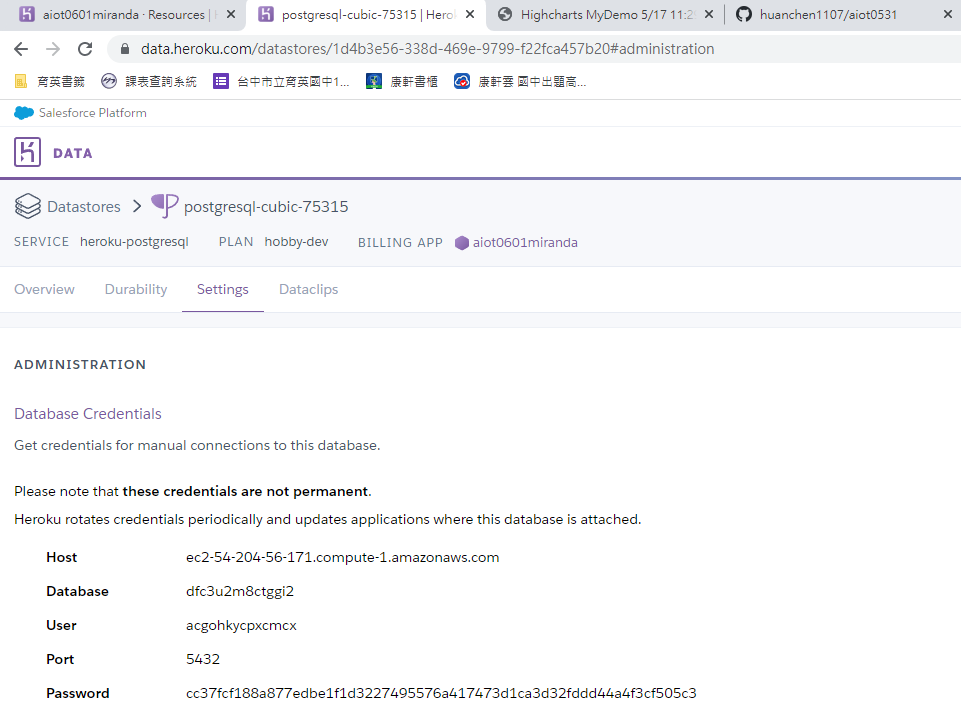 aiot0601miranda · Resources |
postgresql-cubic-75315 | Hero
Highcharts MyDemo 5/17 11:2
huanchen1107/aiot0531
data.heroku.com/datastores/1d4b3e56-338d-469e-9799-f22fca457b20#administration
育英書籤
課表查詢系統
台中市立育英國中1...
康軒書櫃
康軒雲 國中出題高...
Salesforce Platform
DATA
Datastores
postgresql-cubic-75315
SERVICE heroku-postgresql PLAN hobby-dev BILLING APP aiot0601miranda
Overview Durability Settings Dataclips
ADMINISTRATION
Database Credentials
Get credentials for manual connections to this database.
Please note that these credentials are not permanent.
Heroku rotates credentials periodically and updates applications where this database is attached.
Host ec2-54-204-56-171.compute-1.amazonaws.com
Database dfc3u2m8ctggi2
User acgohkycpxcmcx
Port 5432
Password cc37fcf188a877edbe1f1d3227495576a417473d1ca3d32fddd44a4f3cf505c3